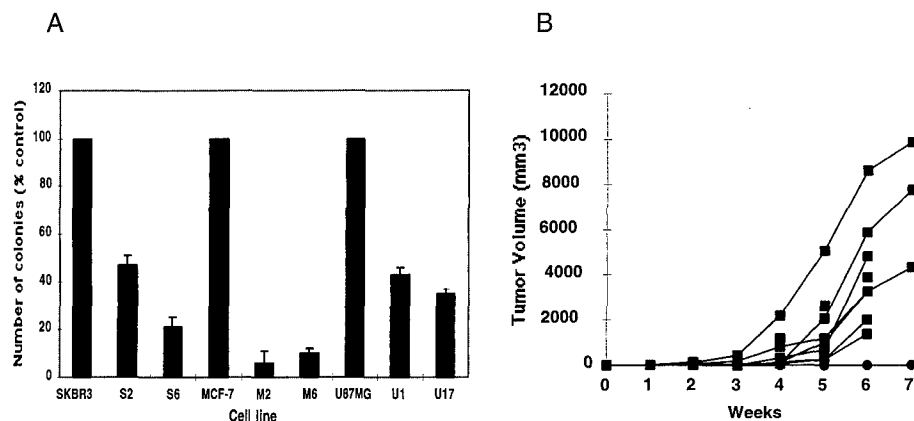 A
Number of colonies (% control)
120
100
80
60
40
20
0
SKBR3 S2 S6 MCF-7 M2 M6 U87MG U1 U17
Cell line
B
Tumor Volume (mm3)
12000
10000
8000
6000
4000
2000
0
0 1 2 3 4 5 6 7
Weeks